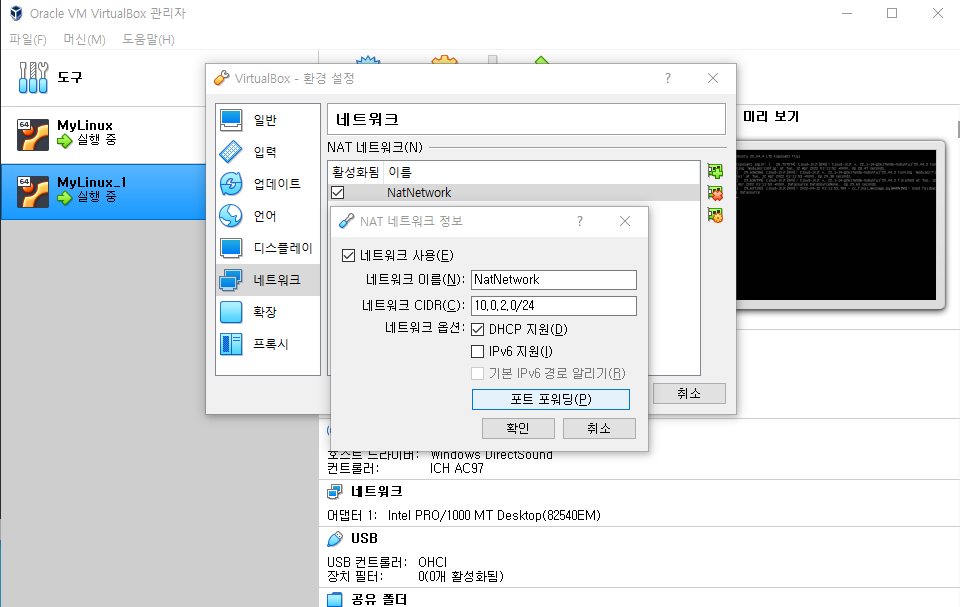 Oracle VM VirtualBox 관리자
파일(F) 머신(M) 도움말(H)
도구
64 MyLinux
실행 중
64 MyLinux_1
실행 중
VirtualBox - 환경 설정
일반
입력
업데이트
언어
디스플레이
네트워크
확장
프록시
네트워크
NAT 네트워크(N)
활성화됨 이름
NatNetwork
취소
NAT 네트워크 정보
네트워크 사용(E)
네트워크 이름(N): NatNetwork
네트워크 CIDR(C): 10,0,2,0/24
네트워크 옵션: DHCP 지원(D)
IPv6 지원(I)
기본 IPv6 경로 알리기(R)
포트 포워딩(P)
확인 취소
미리 보기
호스트 드라이버: Windows DirectSound
컨트롤러: ICH AC97
네트워크
어댑터 1: Intel PRO/1000 MT Desktop(82540EM)
USB
USB 컨트롤러: OHCI
장치 필터: 0(0개 활성화됨)
공유 폴더